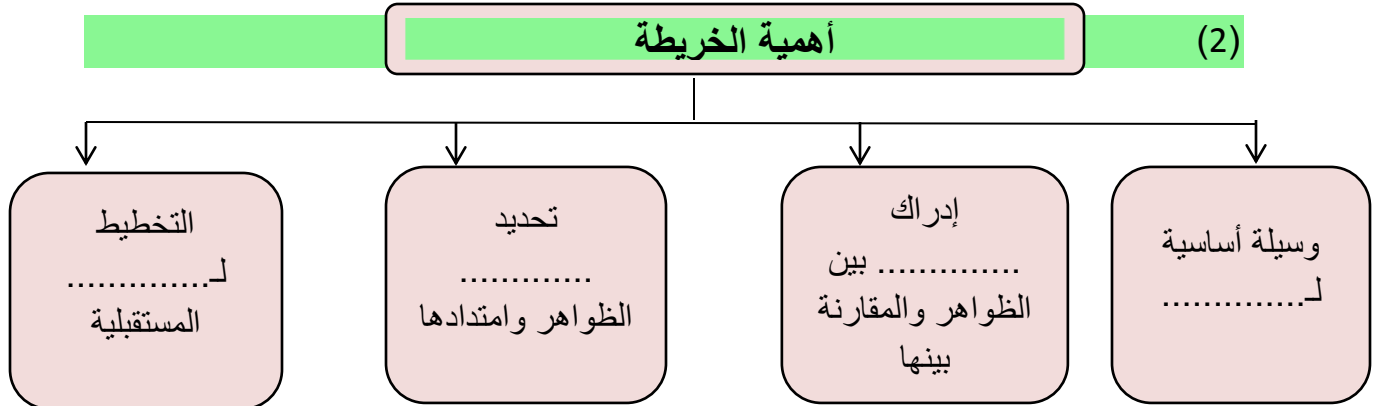 (2)
أهمية الخريطة
وسيلة أساسية
لـ..............
إدراك
.............. بين
الظواهر والمقارنة
بينها
تحديد
.............
الظواهر وامتدادها
التخطيط
لـ..............
المستقبلية